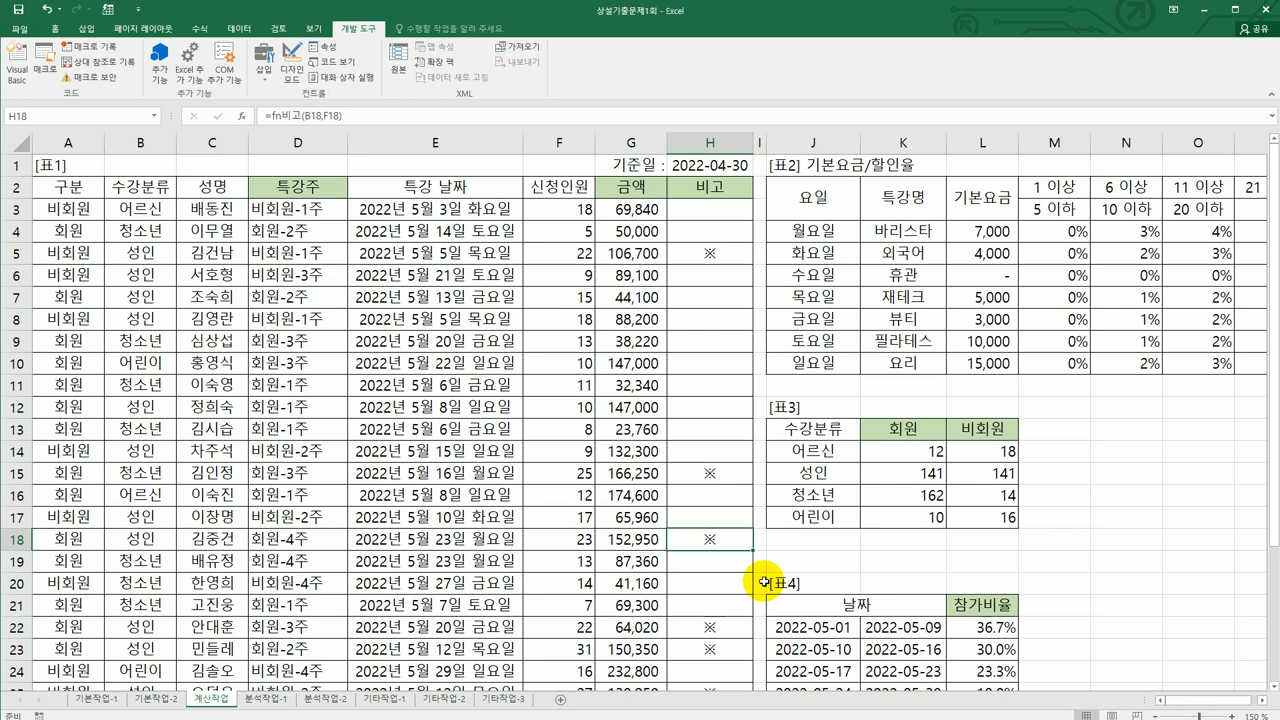 상설기출문제1회 - Excel
파일 홈 삽입 페이지 레이아웃 수식 데이터 검토 보기 개발 도구 수행할 작업을 알려 주세요. 공유
Visual Basic 매크로 매크로 기록 상대 참조로 기록 매크로 보안 추가 기능 Excel 추가 기능 COM 추가 기능 삽입 디자인 모드 속성 코드 보기 대화 상자 실행 원본 맵 속성 확장 팩 데이터 새로 고침 가져오기 내보내기
코드 추가 기능 컨트롤 XML
H18 fx =fn비고(B18,F18)
A B C D E F G H I J K L M N O
1 [표1] 기준일 : 2022-04-30 [표2] 기본요금/할인율
2 구분 수강분류 성명 특강주 특강 날짜 신청인원 금액 비고 요일 특강명 기본요금 1 이상 6 이상 11 이상 21
3 비회원 어르신 배동진 비회원-1주 2022년 5월 3일 화요일 18 69,840 5 이하 10 이하 20 이하
4 회원 청소년 이무열 회원-2주 2022년 5월 14일 토요일 5 50,000 월요일 바리스타 7,000 0% 3% 4%
5 비회원 성인 김건남 비회원-1주 2022년 5월 5일 목요일 22 106,700 ※ 화요일 외국어 4,000 0% 2% 3%
6 비회원 성인 서호형 비회원-3주 2022년 5월 21일 토요일 9 89,100 수요일 휴관 - 0% 0% 0%
7 회원 성인 조숙희 회원-2주 2022년 5월 13일 금요일 15 44,100 목요일 재테크 5,000 0% 1% 2%
8 비회원 성인 김영란 비회원-1주 2022년 5월 5일 목요일 18 88,200 금요일 뷰티 3,000 0% 1% 2%
9 회원 청소년 심상섭 회원-3주 2022년 5월 20일 금요일 13 38,220 토요일 필라테스 10,000 0% 1% 2%
10 회원 어린이 홍영식 회원-3주 2022년 5월 22일 일요일 10 147,000 일요일 요리 15,000 0% 2% 3%
11 회원 청소년 이숙영 회원-1주 2022년 5월 6일 금요일 11 32,340
12 회원 성인 정희숙 회원-1주 2022년 5월 8일 일요일 10 147,000 [표3]
13 회원 청소년 김시습 회원-1주 2022년 5월 6일 금요일 8 23,760 수강분류 회원 비회원
14 비회원 성인 차주석 비회원-2주 2022년 5월 15일 일요일 9 132,300 어르신 12 18
15 회원 청소년 김인정 회원-3주 2022년 5월 16일 월요일 25 166,250 ※ 성인 141 141
16 회원 어르신 이숙진 회원-1주 2022년 5월 8일 일요일 12 174,600 청소년 162 14
17 비회원 성인 이창명 비회원-2주 2022년 5월 10일 화요일 17 65,960 어린이 10 16
18 회원 성인 김중건 회원-4주 2022년 5월 23일 월요일 23 152,950 ※
19 회원 청소년 배유정 회원-4주 2022년 5월 23일 월요일 13 87,360
20 비회원 청소년 한영희 비회원-4주 2022년 5월 27일 금요일 14 41,160 [표4]
21 회원 청소년 고진웅 회원-1주 2022년 5월 7일 토요일 7 69,300 날짜 참가비율
22 회원 성인 안대훈 회원-3주 2022년 5월 20일 금요일 22 64,020 ※ 2022-05-01 2022-05-09 36.7%
23 회원 성인 민들레 회원-2주 2022년 5월 12일 목요일 31 150,350 ※ 2022-05-10 2022-05-16 30.0%
24 비회원 어린이 김솔오 비회원-4주 2022년 5월 29일 일요일 16 232,800 2022-05-17 2022-05-23 23.3%
기본작업-1 기본작업-2 계산작업 분석작업-1 분석작업-2 기타작업-1 기타작업-2 기타작업-3
준비 150 %